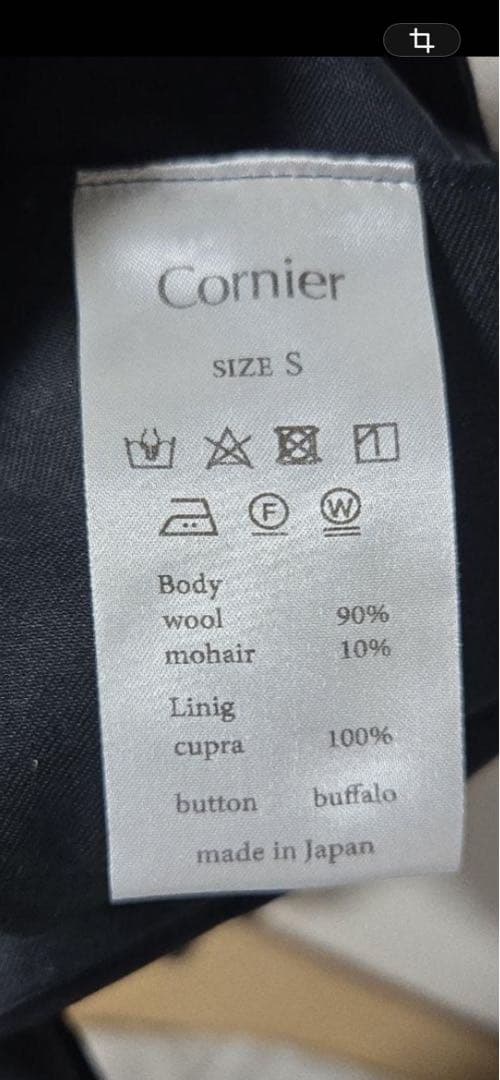 Cornier
SIZE S
F W
Body
wool 90%
mohair 10%
Linig
cupra 100%
button buffalo
made in Japan